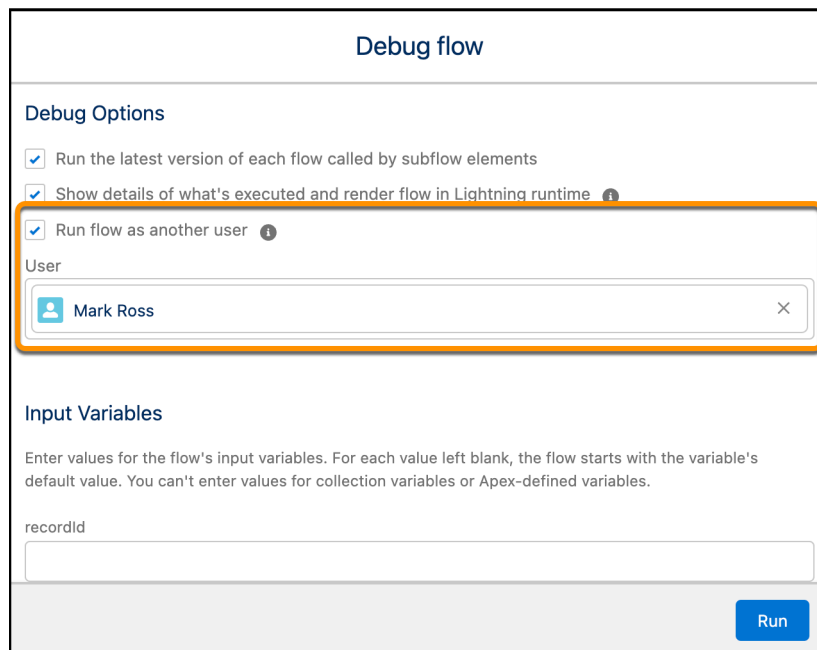 Debug flow
Debug Options
Run the latest version of each flow called by subflow elements
Show details of what's executed and render flow in Lightning runtime
Run flow as another user
User
Mark Ross
Input Variables
Enter values for the flow's input variables. For each value left blank, the flow starts with the variable's
default value. You can't enter values for collection variables or Apex-defined variables.
recordId
Run